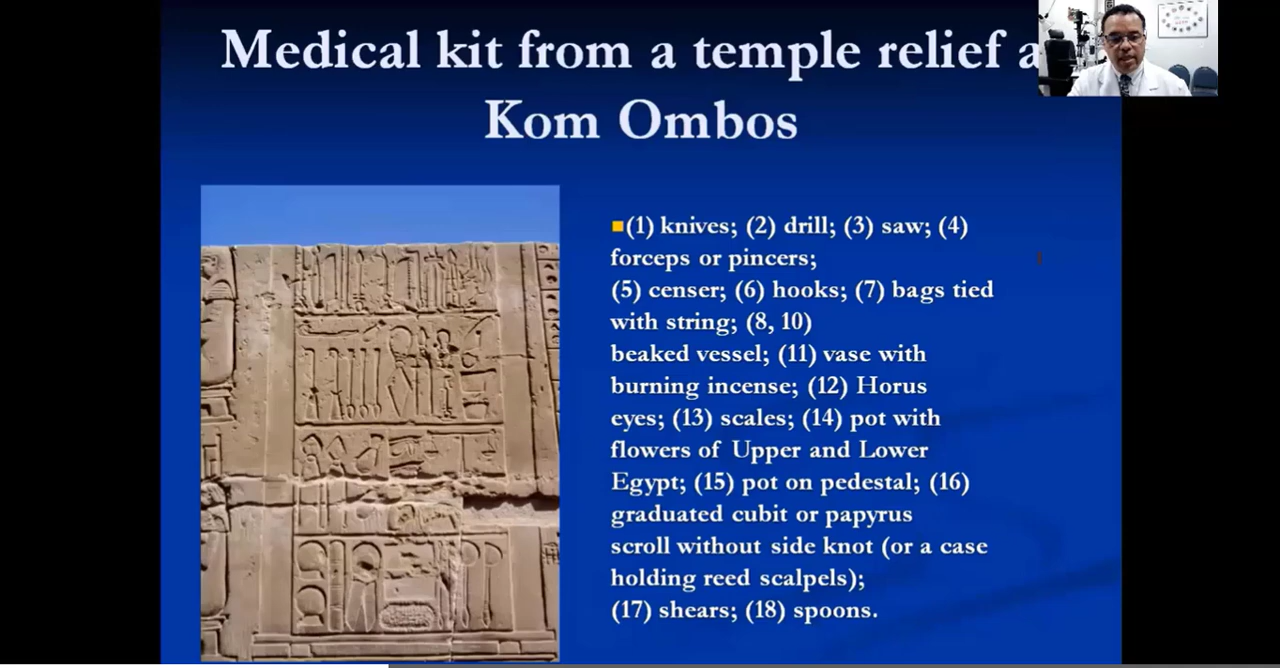 Medical kit from a temple relief a
Kom Ombos
(1) knives; (2) drill; (3) saw; (4)
forceps or pincers;
(5) censer; (6) hooks; (7) bags tied
with string; (8, 10)
beaked vessel; (11) vase with
burning incense; (12) Horus
eyes; (13) scales; (14) pot with
flowers of Upper and Lower
Egypt; (15) pot on pedestal; (16)
graduated cubit or papyrus
scroll without side knot (or a case
holding reed scalpels);
(17) shears; (18) spoons.